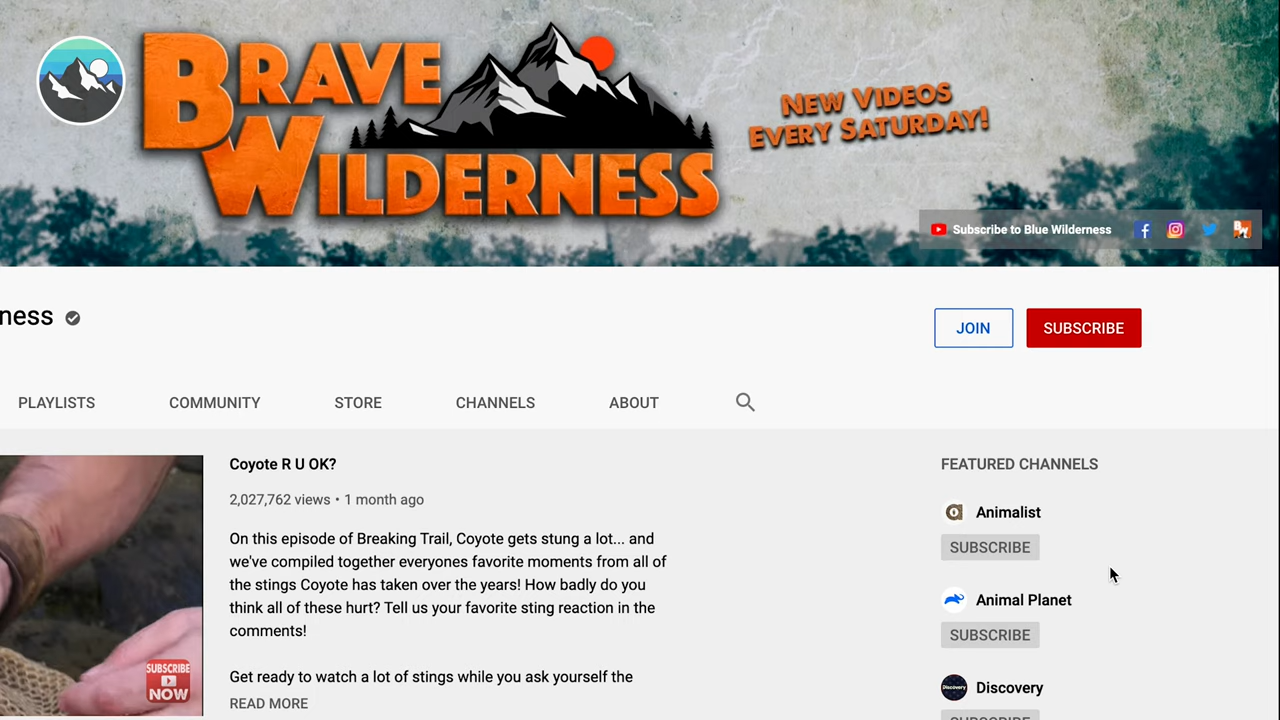 BRAVE
WILDERNESS
NEW VIDEOS
EVERY SATURDAY!
Subscribe to Blue Wilderness
BW
ness
JOIN
SUBSCRIBE
PLAYLISTS
COMMUNITY
STORE
CHANNELS
ABOUT
SUBSCRIBE
NOW
Coyote R U OK?
2,027,762 views • 1 month ago
On this episode of Breaking Trail, Coyote gets stung a lot... and
we've compiled together everyones favorite moments from all of
the stings Coyote has taken over the years! How badly do you
think all of these hurt? Tell us your favorite sting reaction in the
comments!
Get ready to watch a lot of stings while you ask yourself the
READ MORE
FEATURED CHANNELS
Animalist
SUBSCRIBE
Animal Planet
SUBSCRIBE
Discovery
Discovery
SUBSCRIBE